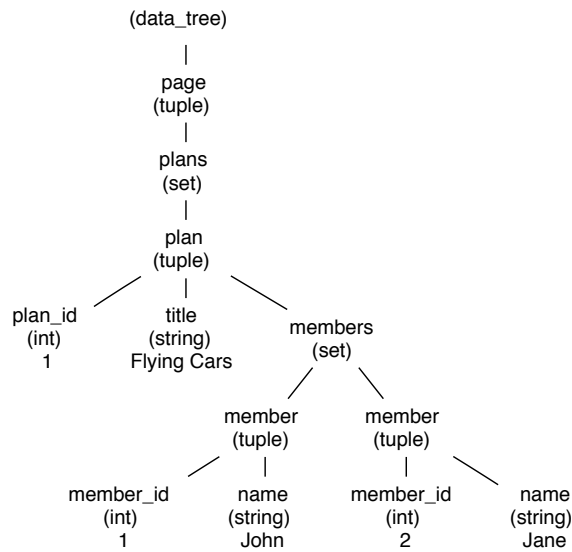 (data_tree)
page
(tuple)
plans
(set)
plan
(tuple)
plan_id
(int)
1
title
(string)
Flying Cars
members
(set)
member
(tuple)
member
(tuple)
member_id
(int)
1
name
(string)
John
member_id
(int)
2
name
(string)
Jane